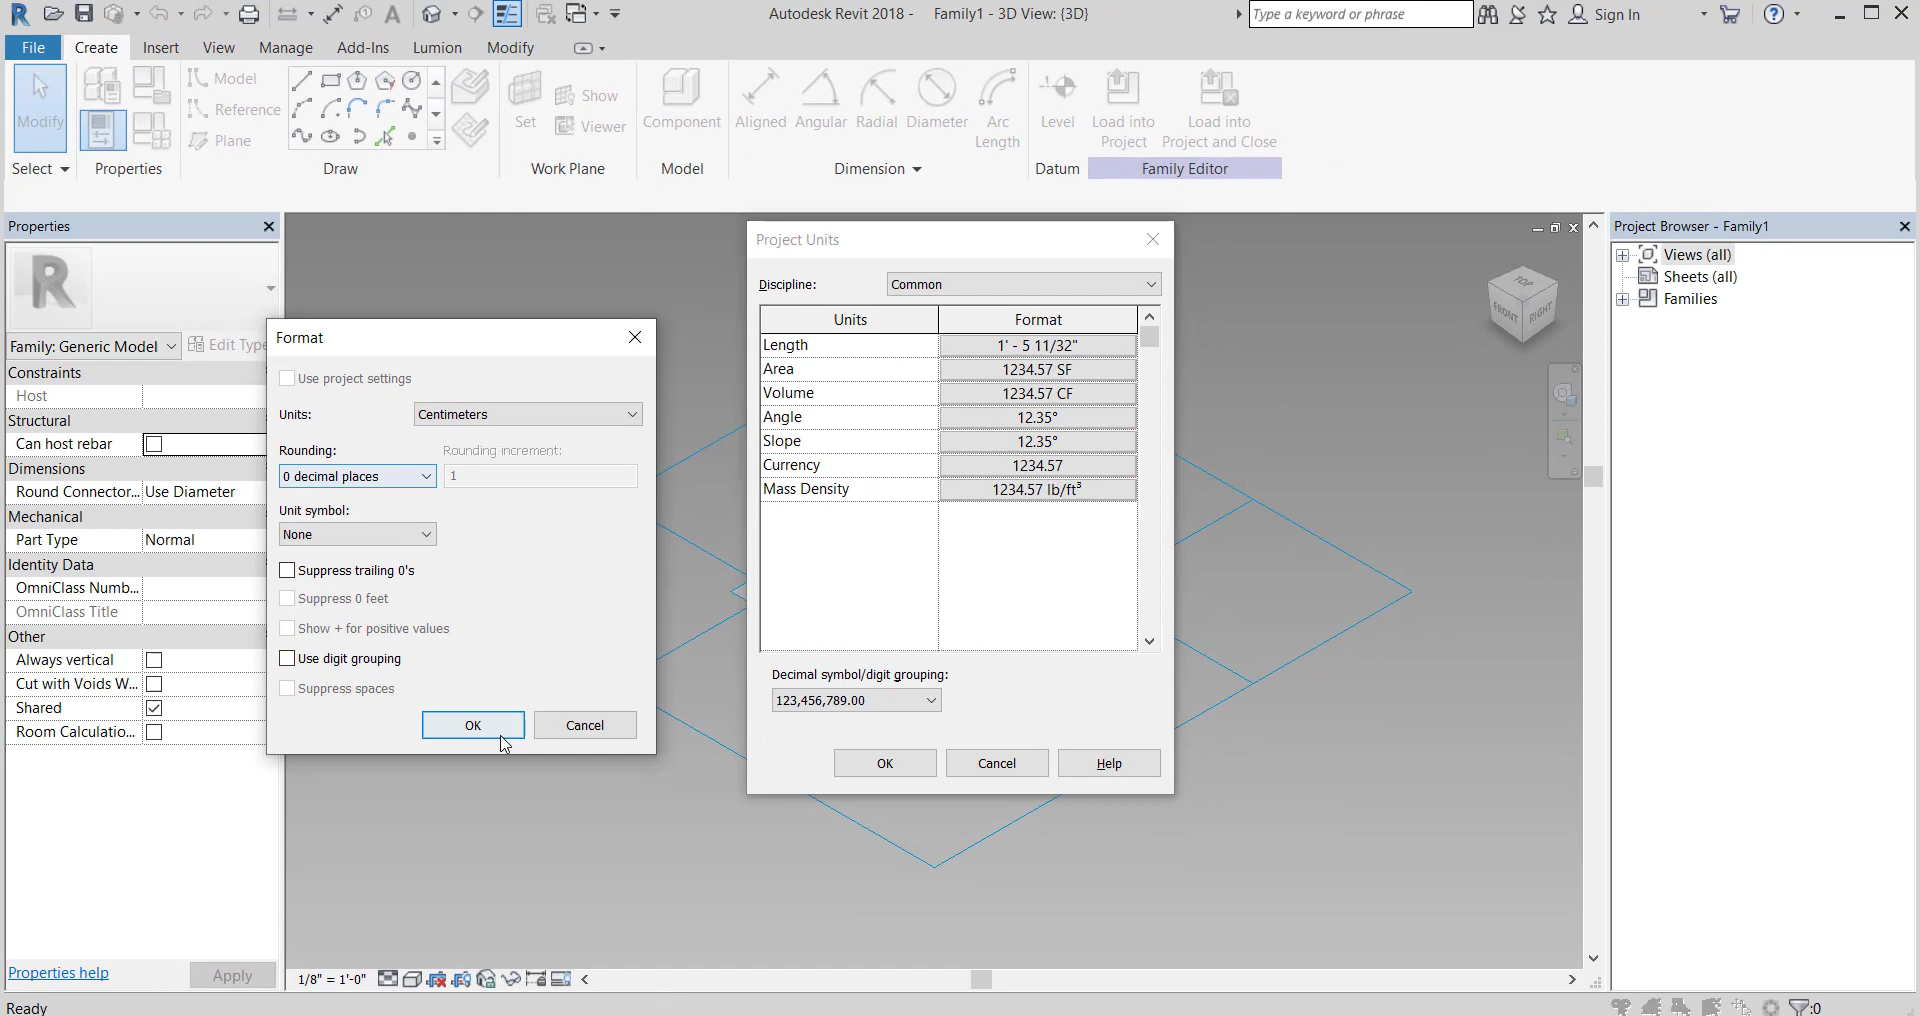 Autodesk Revit 2018 - Family1 - 3D View: {3D}
Type a keyword or phrase
Sign In
File Create Insert View Manage Add-Ins Lumion Modify
Modify
Model
Reference
Plane
Set
Show
Viewer
Component
Aligned Angular Radial Diameter Arc Length
Level
Load into Project
Load into Project and Close
Select Properties Draw Work Plane Model Dimension Datum Family Editor
Properties
R
Family: Generic Model Edit Type
Constraints
Host
Structural
Can host rebar
Dimensions
Round Connector... Use Diameter
Mechanical
Part Type Normal
Identity Data
OmniClass Numb...
OmniClass Title
Other
Always vertical
Cut with Voids W...
Shared
Room Calculatio...
Properties help Apply
Format
Use project settings
Units: Centimeters
Rounding: Rounding increment:
0 decimal places 1
Unit symbol:
None
Suppress trailing 0's
Suppress 0 feet
Show + for positive values
Use digit grouping
Suppress spaces
OK Cancel
Project Units
Discipline: Common
Units Format
Length 1' - 5 11/32"
Area 1234.57 SF
Volume 1234.57 CF
Angle 12.35°
Slope 12.35°
Currency 1234.57
Mass Density 1234.57 lb/ft³
Decimal symbol/digit grouping:
123,456,789.00
OK Cancel Help
TOP
FRONT RIGHT
Project Browser - Family1
Views (all)
Sheets (all)
Families
1/8" = 1'-0"
Ready
:0